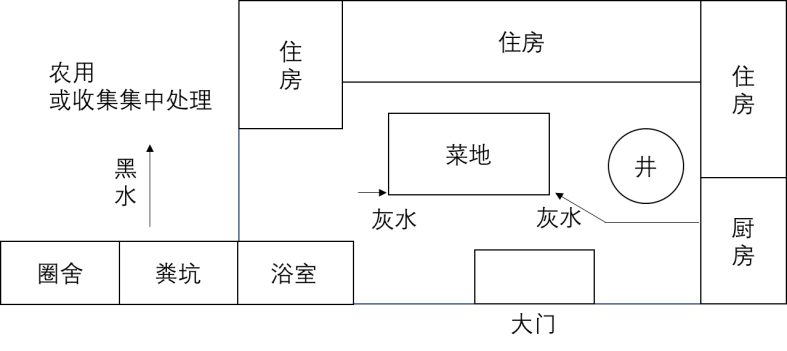 住房
住房
住房
农用
或收集集中处理
黑水
菜地
井
灰水
灰水
厨房
圈舍
粪坑
浴室
大门